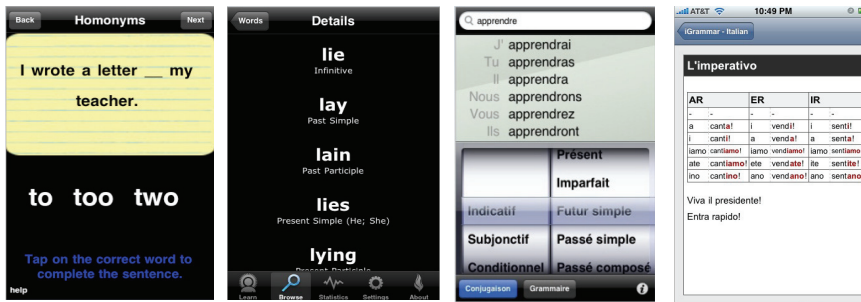 Back Homonyms Next
I wrote a letter __ my
teacher.
to too two
Tap on the correct word to
complete the sentence.
help
Words Details
lie
Infinitive
lay
Past Simple
lain
Past Participle
lies
Present Simple (He; She)
lying
Present Participle
Learn Browse Statistics Settings About
apprendre
J' apprendrai
Tu apprendras
Il apprendra
Nous apprendrons
Vous apprendrez
Ils apprendront
Présent
Imparfait
Indicatif Futur simple
Subjonctif Passé simple
Conditionnel Passé composé
Conjugaison Grammaire
AT&T 10:49 PM
iGrammar - Italian
L'imperativo
AR ER IR
- - - - - -
a canta! i vendi! i senti!
i canti! a venda! a senta!
iamo cantiamo! iamo vendiamo! iamo sentiamo
ate cantiamo! ete vendate! ite sentite!
ino cantino! ano vendano! ano sentano
Viva il presidente!
Entra rapido!